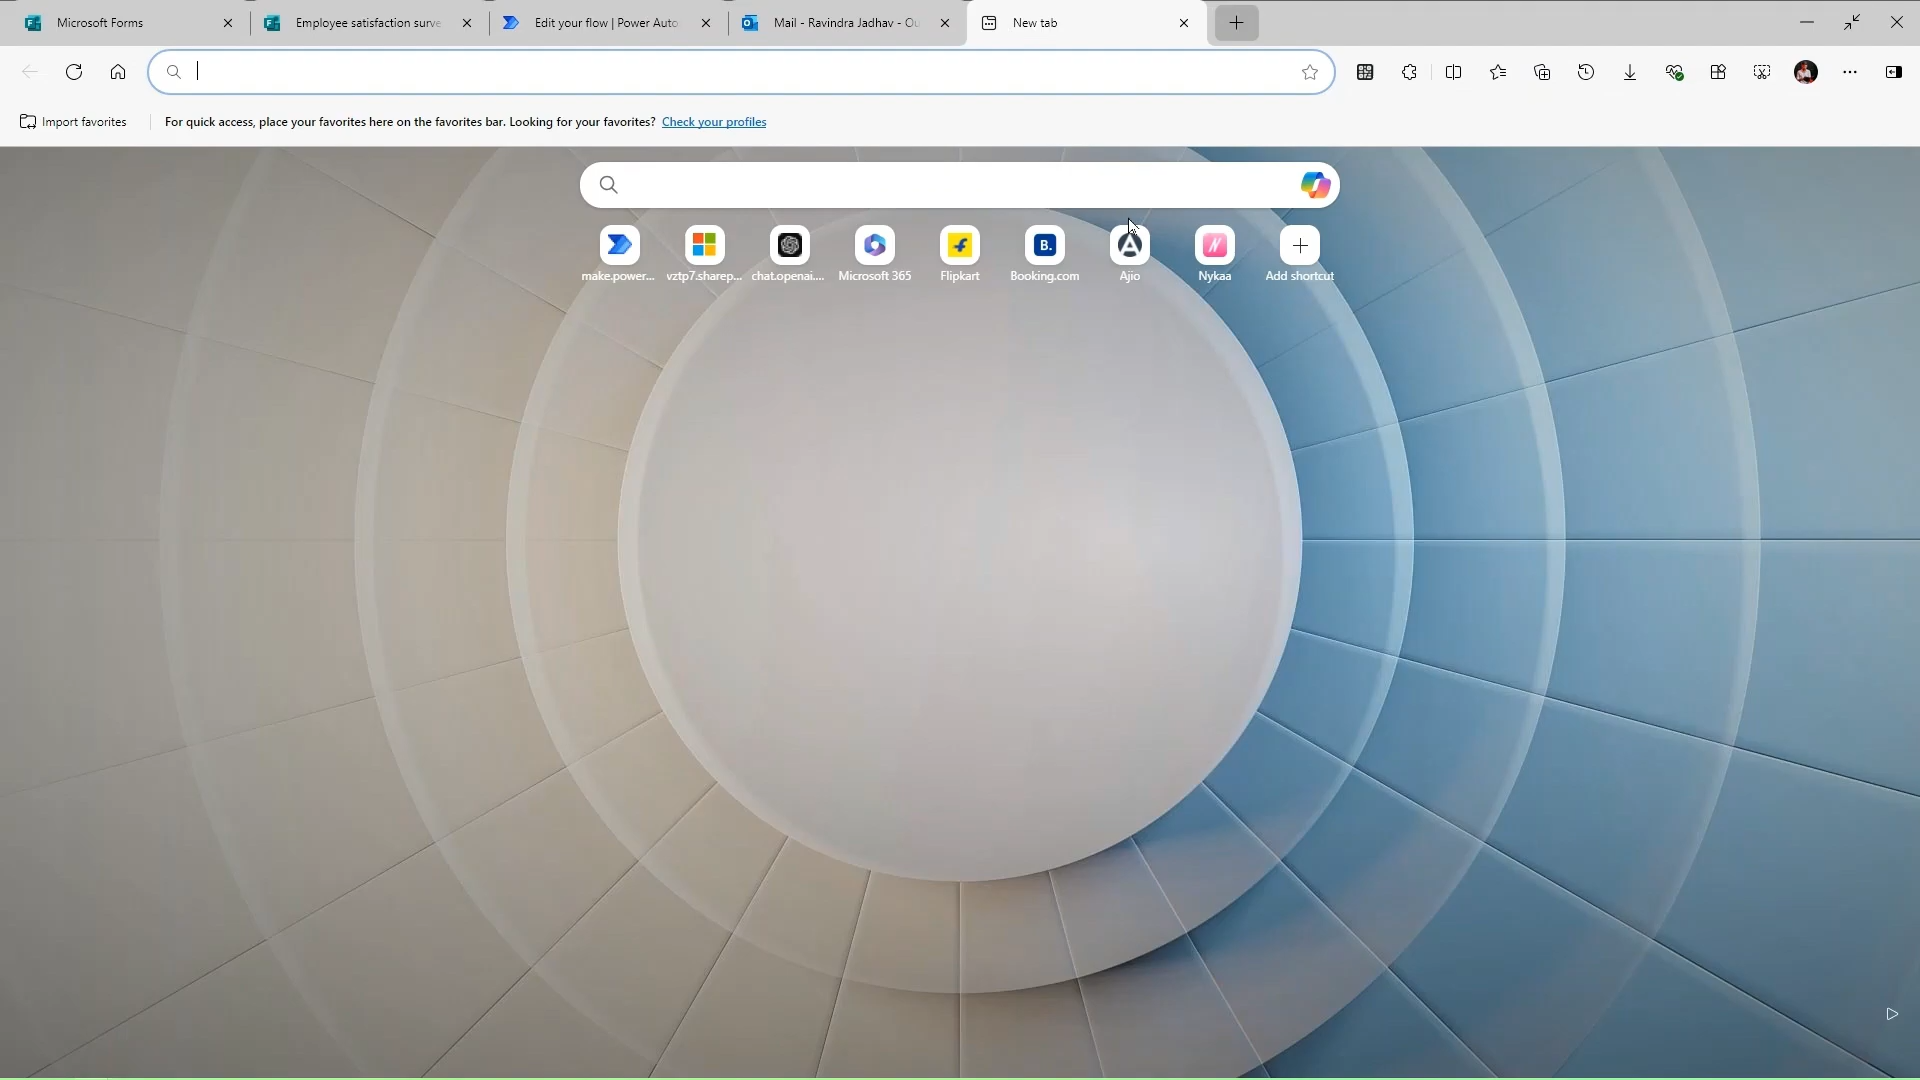 Microsoft Forms
Employee satisfaction surve
Edit your flow | Power Auto
Mail - Ravindra Jadhav - Ou
New tab
Import favorites
For quick access, place your favorites here on the favorites bar. Looking for your favorites? Check your profiles
B.
make.power...
vztp7.sharep...
chat.openai....
Microsoft 365
Flipkart
Booking.com
Ajio
Nykaa
Add shortcut